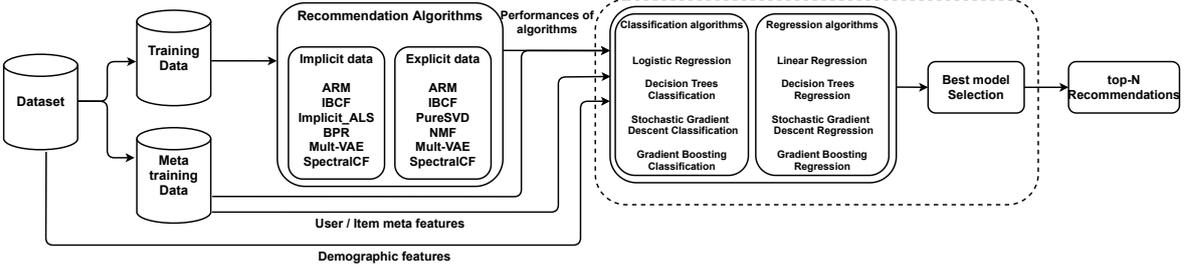 Dataset
Training
Data
Meta
training
Data
Recommendation Algorithms
Implicit data
ARM
IBCF
Implicit_ALS
BPR
Mult-VAE
SpectralCF
Explicit data
ARM
IBCF
PureSVD
NMF
Mult-VAE
SpectralCF
Performances of
algorithms
User / Item meta features
Demographic features
Classification algorithms
Logistic Regression
Decision Trees
Classification
Stochastic Gradient
Descent Classification
Gradient Boosting
Classification
Regression algorithms
Linear Regression
Decision Trees
Regression
Stochastic Gradient
Descent Regression
Gradient Boosting
Regression
Best model
Selection
top-N
Recommendations